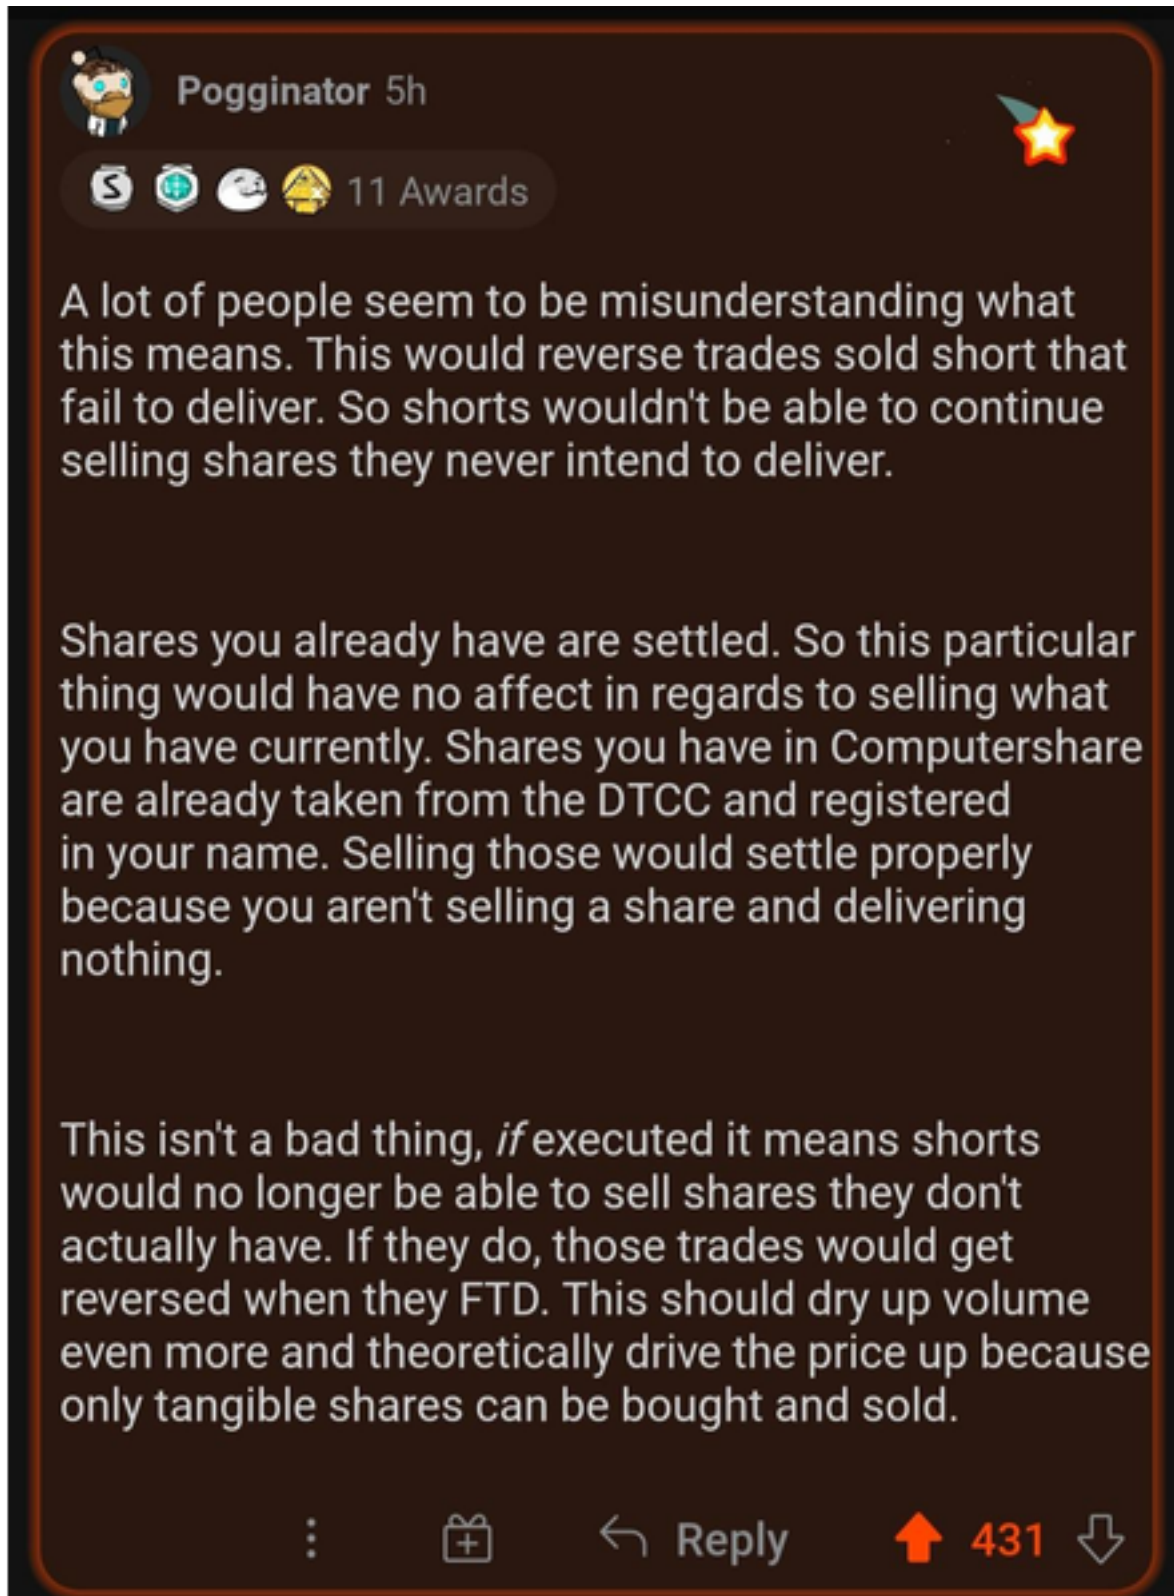 Pogginator 5h
11 Awards
A lot of people seem to be misunderstanding what
this means. This would reverse trades sold short that
fail to deliver. So shorts wouldn't be able to continue
selling shares they never intend to deliver.
Shares you already have are settled. So this particular
thing would have no affect in regards to selling what
you have currently. Shares you have in Computershare
are already taken from the DTCC and registered
in your name. Selling those would settle properly
because you aren't selling a share and delivering
nothing.
This isn't a bad thing, if executed it means shorts
would no longer be able to sell shares they don't
actually have. If they do, those trades would get
reversed when they FTD. This should dry up volume
even more and theoretically drive the price up because
only tangible shares can be bought and sold.
Reply 431